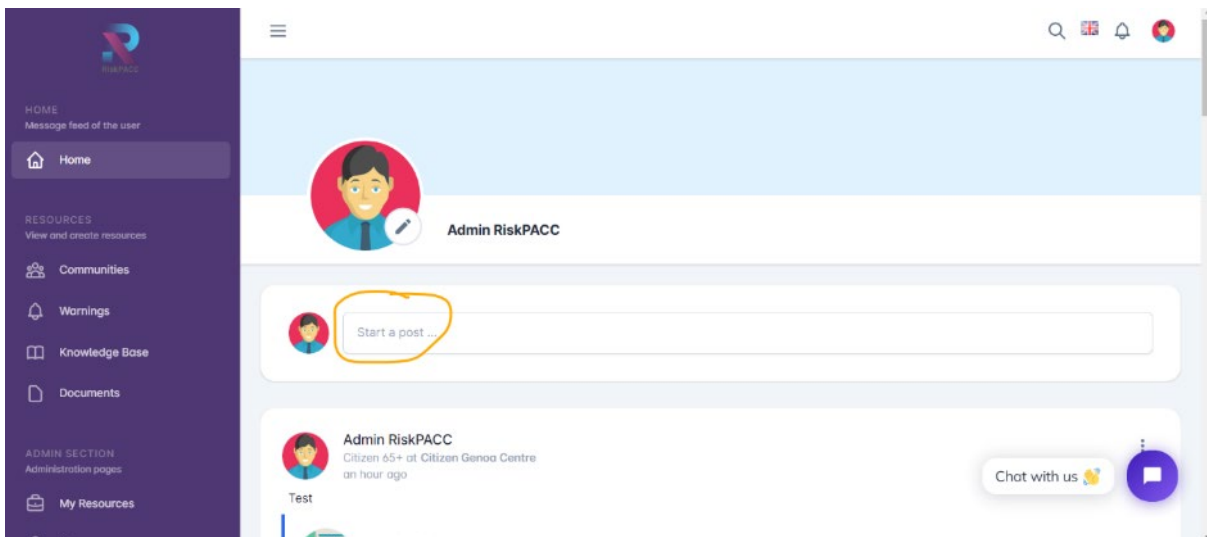 RISKPACC
HOME
Message feed of the user
Home
RESOURCES
View and create resources
Communities
Warnings
Knowledge Base
Documents
ADMIN SECTION
Administration pages
My Resources
Admin RiskPACC
Start a post ...
Admin RiskPACC
Citizen 65+ at Citizen Genoa Centre
an hour ago
Test
Chat with us 👋